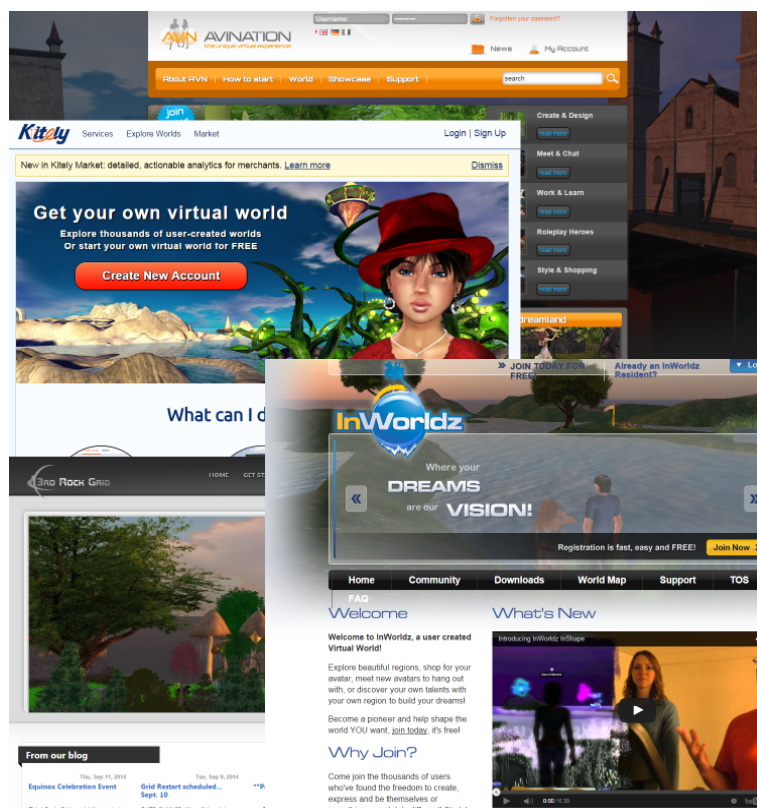 Username:
Forgotten your password?
AVN AVINATION
the unique virtual experience
News
My Account
About AVN
How to start
World
Showcase
Support
search
join
Create & Design
read more
Meet & Chat
read more
Work & Learn
read more
Roleplay Heroes
read more
Style & Shopping
read more
dreamland
Kitely
Services
Explore Worlds
Market
Login | Sign Up
New in Kitely Market: detailed, actionable analytics for merchants. Learn more
Dismiss
Get your own virtual world
Explore thousands of user-created worlds
Or start your own virtual world for FREE
Create New Account
What can I d
3RD ROCK GRID
HOME
GET ST
From our blog
Thu, Sep 11, 2014
Equinox Celebration Event
Tue, Sep 9, 2014
Grid Restart scheduled...
Sept. 10
**P
» JOIN TODAY FOR
FREE!
Already an InWorldz
Resident?
Lo
InWorldz
Where your
DREAMS
are our VISION!
«
»
Registration is fast, easy and FREE!
Join Now
Home
Community
Downloads
World Map
Support
TOS
FAQ
Welcome
Welcome to InWorldz, a user created
Virtual World!
Explore beautiful regions, shop for your
avatar, meet new avatars to hang out
with, or discover your own talents with
your own region to build your dreams!
Become a pioneer and help shape the
world YOU want, join today, it's free!
Why Join?
Come join the thousands of users
who've found the freedom to create,
express and be themselves or
What's New
Introducing InWorldz InShape
0:00 / 6:30